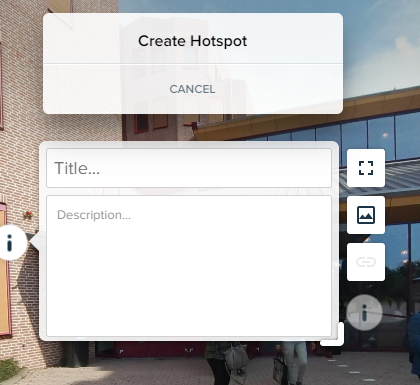 Create Hotspot
CANCEL
Title...
Description...
i
i